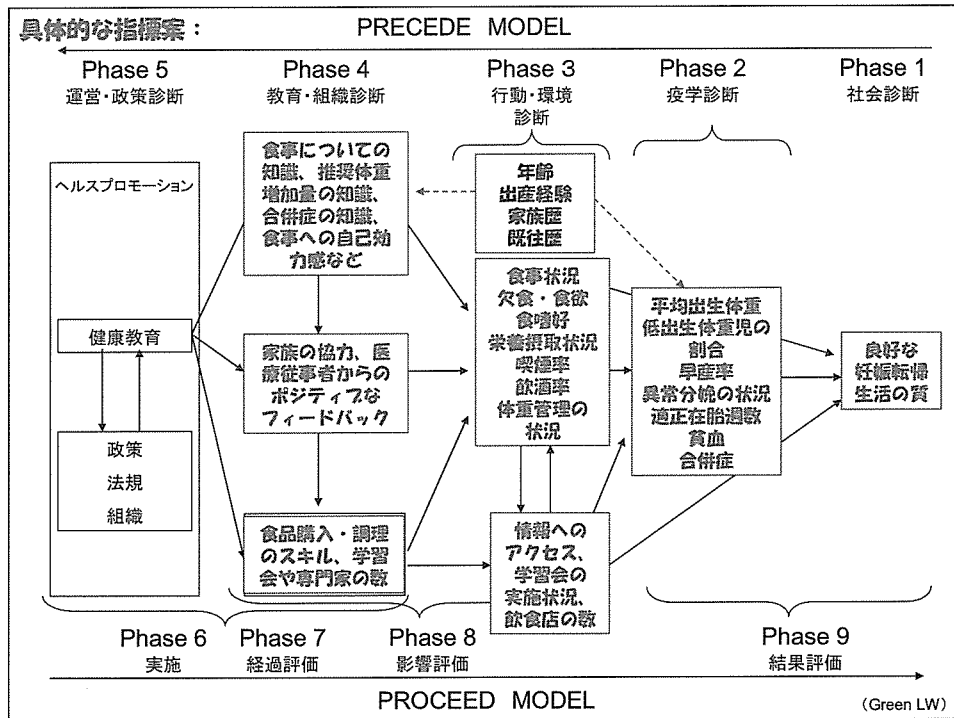 具体的な指標案：
PRECEDE MODEL
Phase 5
運営・政策診断
Phase 4
教育・組織診断
Phase 3
行動・環境
診断
Phase 2
疫学診断
Phase 1
社会診断
ヘルスプロモーション
健康教育
政策
法規
組織
食事についての
知識、推奨体重
増加量の知識、
合併症の知識、
食事への自己効
力感など
家族の協力、医
療従事者からの
ポジティブな
フィードバック
食品購入・調理
のスキル、学習
会や専門家の数
年齢
出産経験
家族歴
既往歴
食事状況
欠食・食欲
食嗜好
栄養摂取状況
喫煙率
飲酒率
体重管理の
状況
情報への
アクセス、
学習会の
実施状況、
飲食店の数
平均出生体重
低出生体重児の
割合
早産率
異常分娩の状況
適正在胎週数
貧血
合併症
良好な
妊娠転帰
生活の質
Phase 6
実施
Phase 7
経過評価
Phase 8
影響評価
Phase 9
結果評価
PROCEED MODEL
(Green LW)